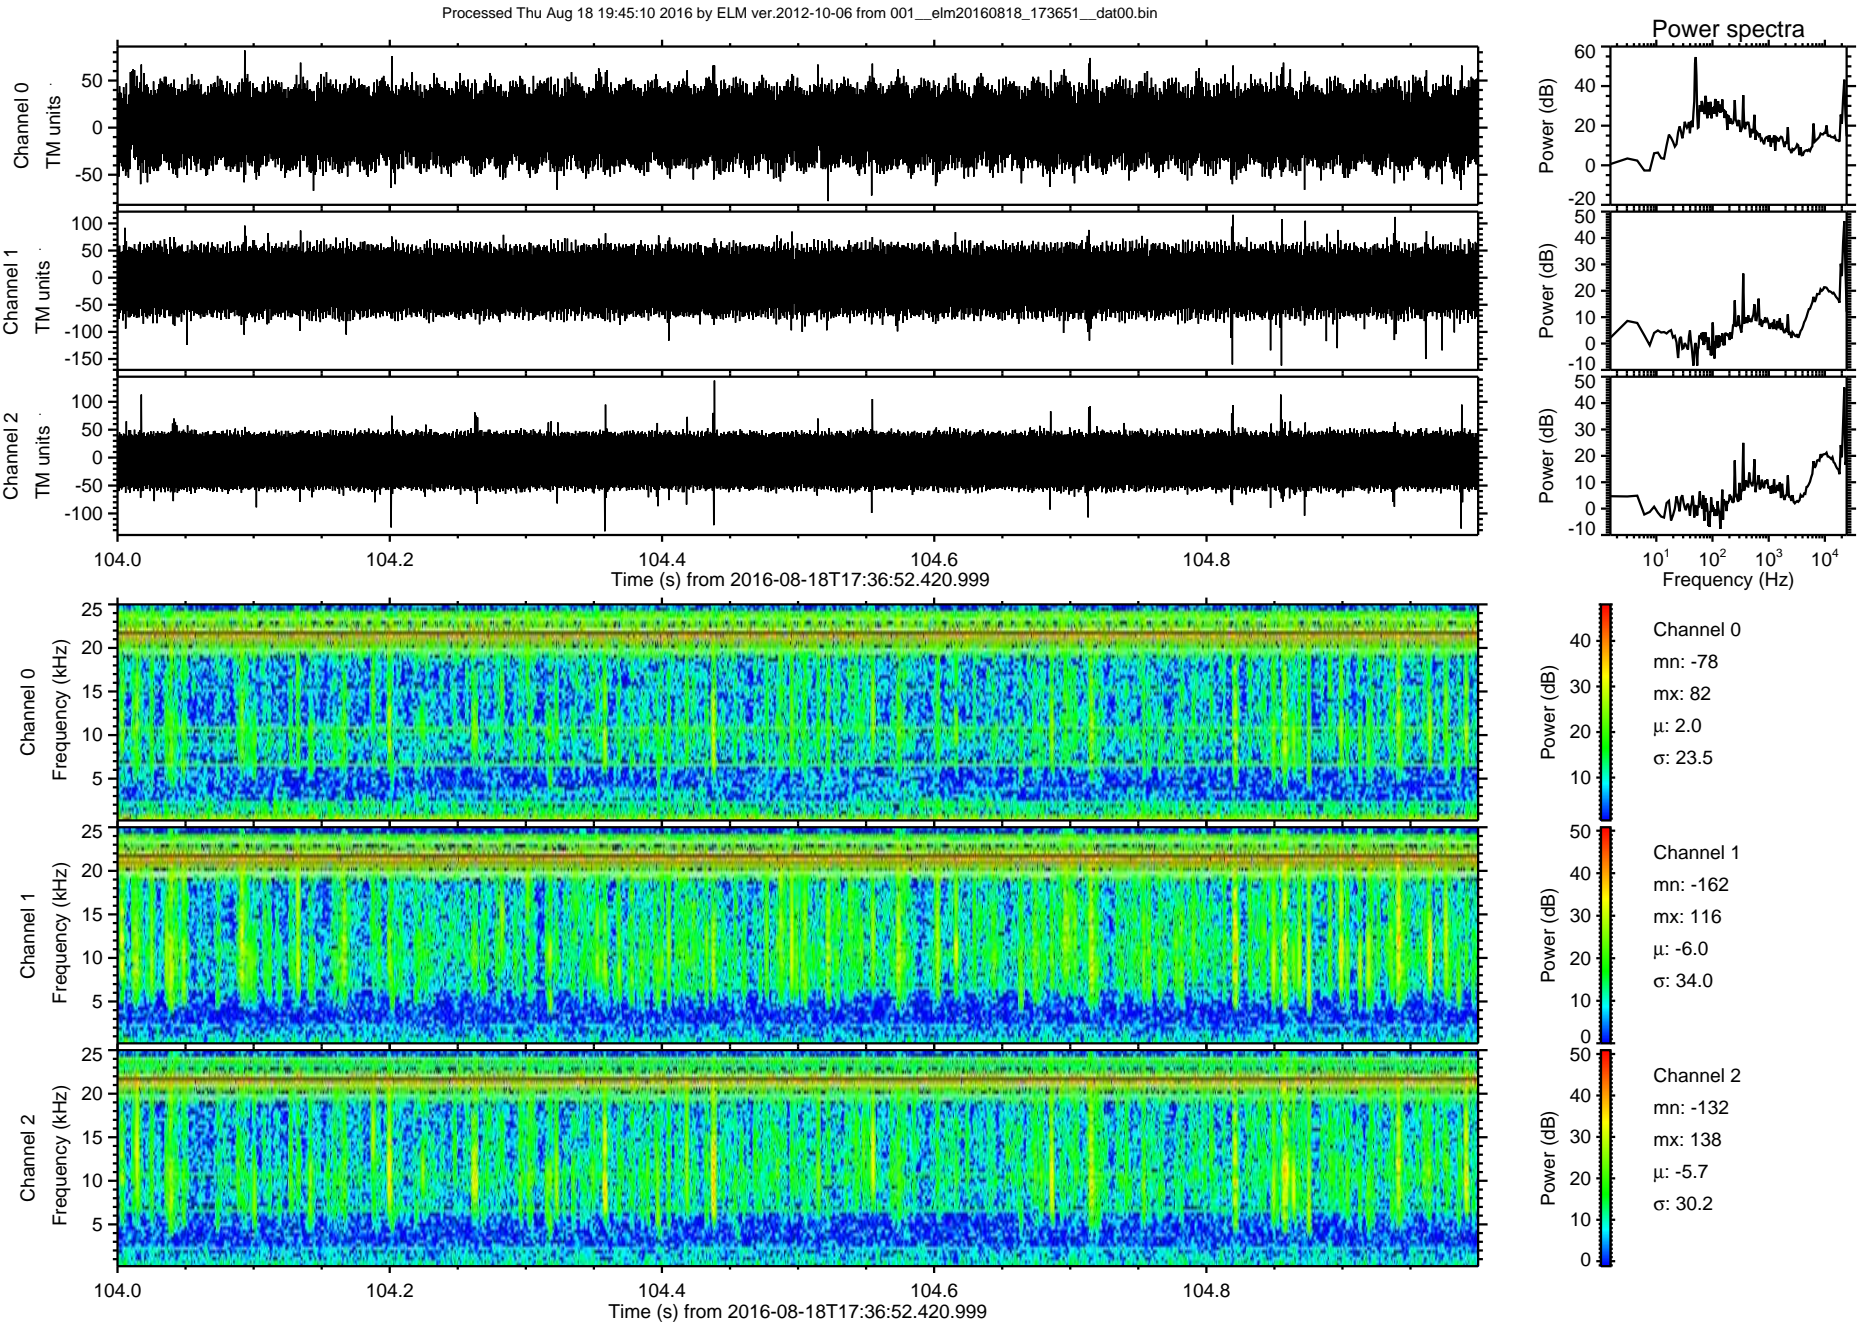 Processed Thu Aug 18 19:45:10 2016 by ELM ver.2012-10-06 from 001__elm20160818_173651__dat00.bin
Power spectra
Channel 0
TM units
50
0
-50
Power (dB)
60
40
20
0
-20
Channel 1
TM units
100
50
0
-50
-100
-150
Power (dB)
50
40
30
20
10
0
-10
Channel 2
TM units
100
50
0
-50
-100
Power (dB)
50
40
30
20
10
0
-10
104.0 104.2 104.4 104.6 104.8
Time (s) from 2016-08-18T17:36:52.420.999
10^1 10^2 10^3 10^4
Frequency (Hz)
Channel 0
Frequency (kHz)
25
20
15
10
5
Power (dB)
40
30
20
10
Channel 0
mn: -78
mx: 82
μ: 2.0
σ: 23.5
Channel 1
Frequency (kHz)
25
20
15
10
5
Power (dB)
50
40
30
20
10
0
Channel 1
mn: -162
mx: 116
μ: -6.0
σ: 34.0
Channel 2
Frequency (kHz)
25
20
15
10
5
Power (dB)
50
40
30
20
10
0
Channel 2
mn: -132
mx: 138
μ: -5.7
σ: 30.2
104.0 104.2 104.4 104.6 104.8
Time (s) from 2016-08-18T17:36:52.420.999